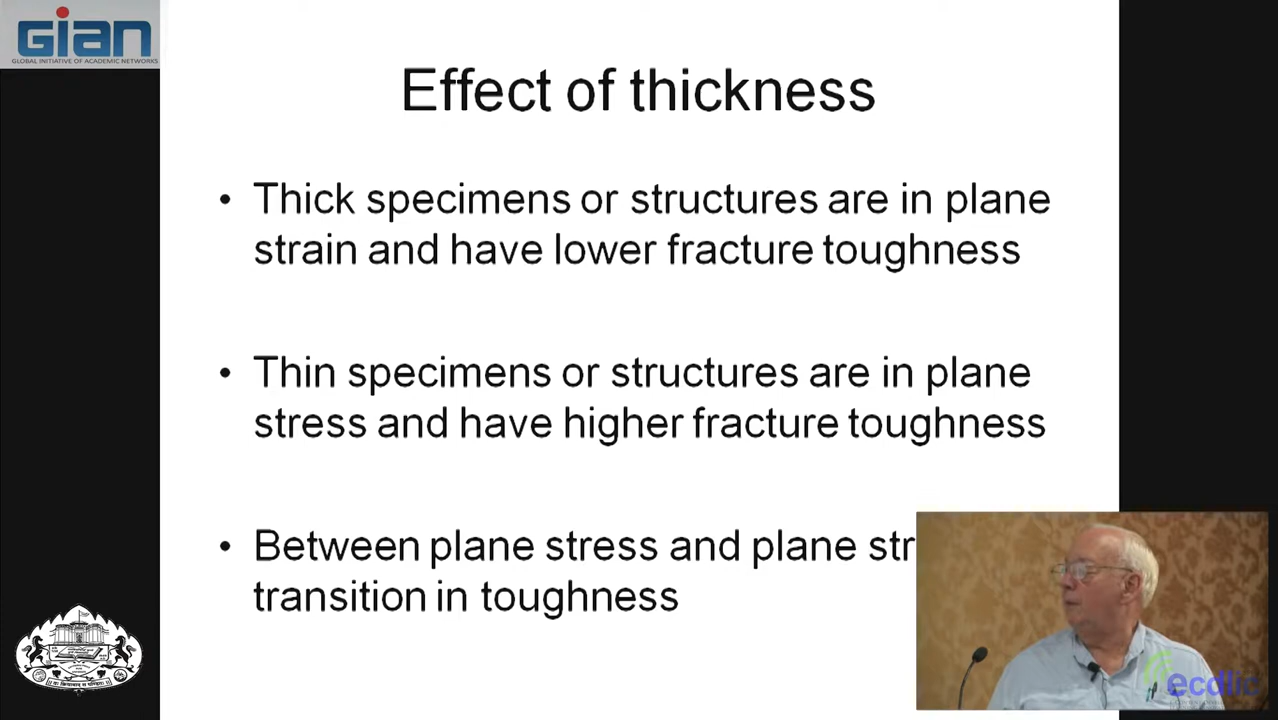 GIAN
GLOBAL INITIATIVE OF ACADEMIC NETWORKS
Effect of thickness
• Thick specimens or structures are in plane
strain and have lower fracture toughness
• Thin specimens or structures are in plane
stress and have higher fracture toughness
• Between plane stress and plane str
transition in toughness
ecdlic